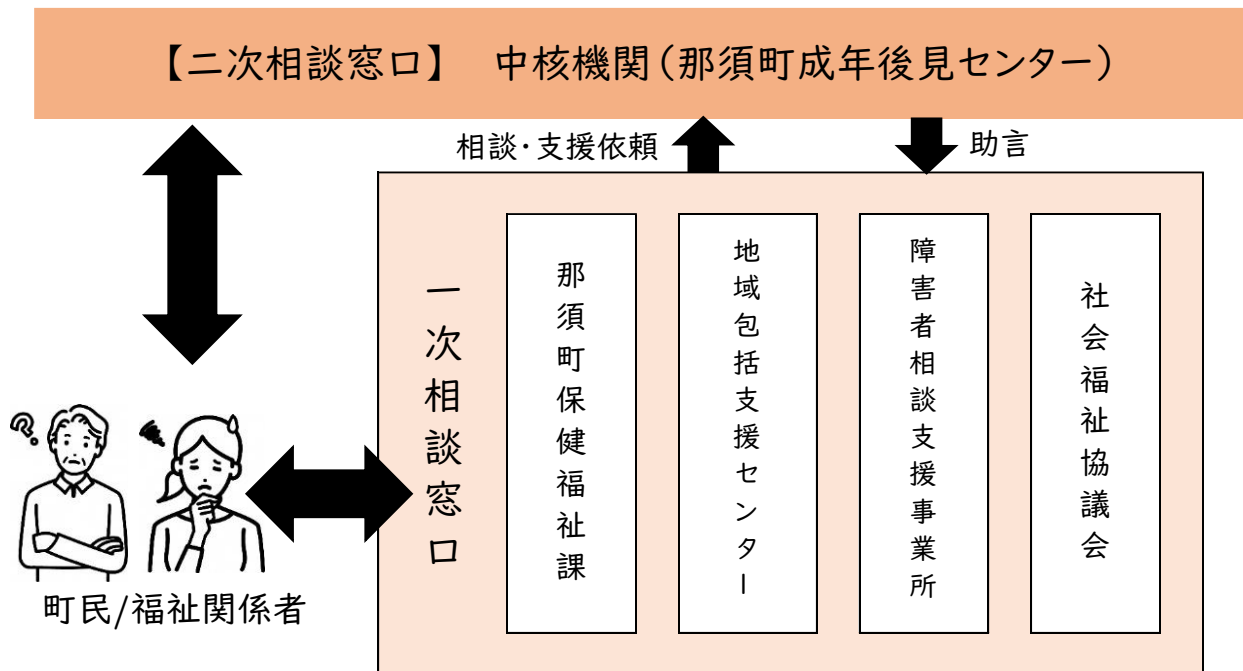 【二次相談窓口】　中核機関（那須町成年後見センター）
相談・支援依頼
助言
一次相談窓口
那須町保健福祉課
地域包括支援センター
障害者相談支援事業所
社会福祉協議会
町民/福祉関係者